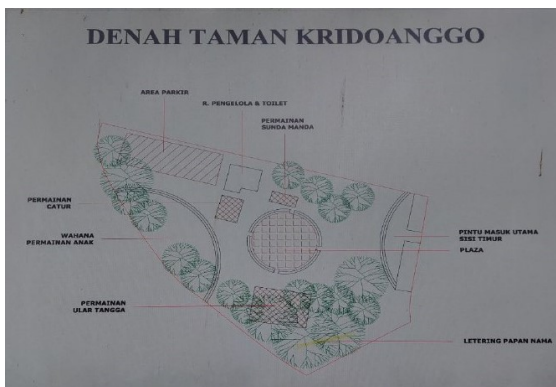 DENAH TAMAN KRIDOANGGO
AREA PARKIR
R. PENGELOLA & TOILET
PERMAINAN
SUNDA MANDA
PERMAINAN
CATUR
WAHANA
PERMAINAN ANAK
PINTU MASUK UTAMA
SISI TIMUR
PLAZA
PERMAINAN
ULAR TANGGA
LETERING PAPAN NAMA